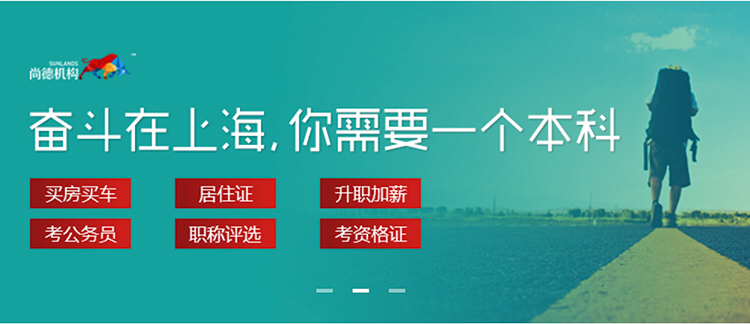 SUNLANDS
尚德机构
™
奋斗在上海,你需要一个本科
买房买车 居住证 升职加薪
考公务员 职称评选 考资格证